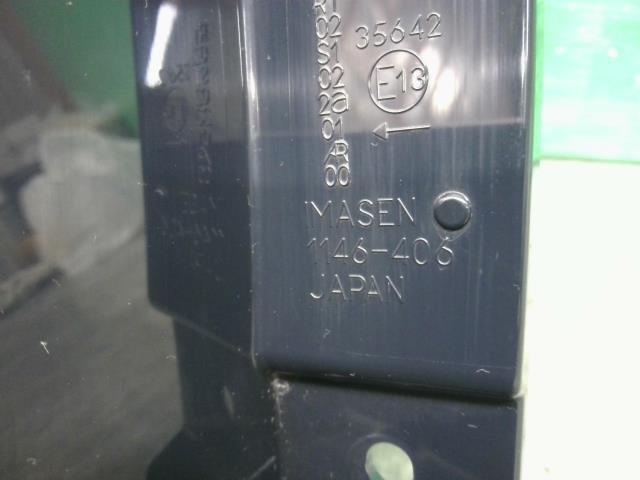 R1
02
S1
02
2a
01
AR
00
35642
E13
←
IMASEN
1146-406
JAPAN